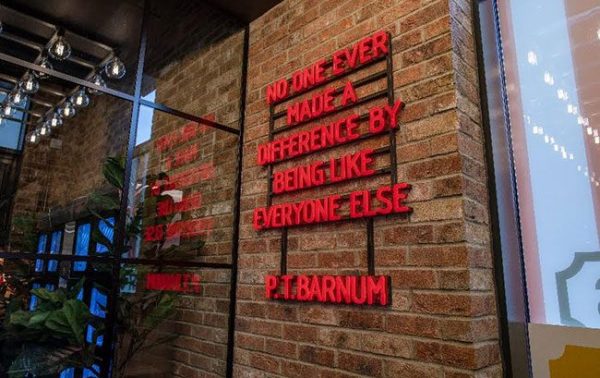 NO ONE EVER
MADE A
DIFFERENCE BY
BEING LIKE
EVERYONE ELSE
P.T.BARNUM